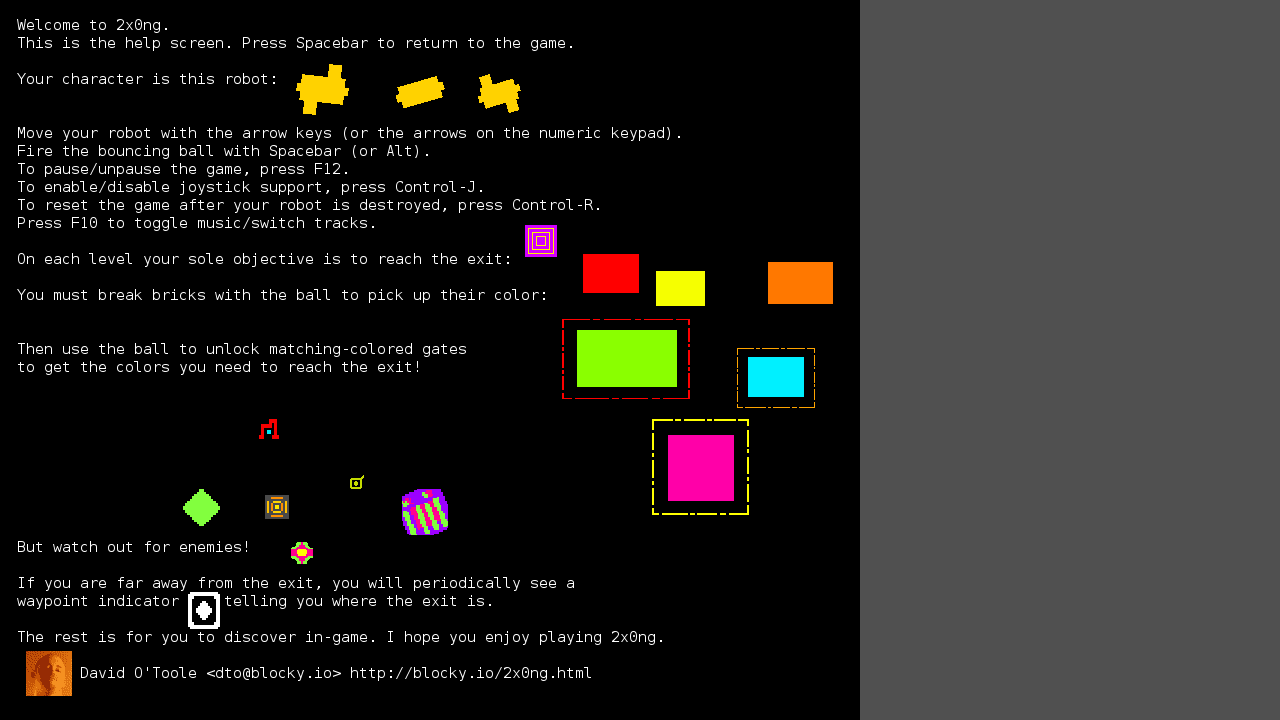 Welcome to 2x0ng.
This is the help screen. Press Spacebar to return to the game.
Your character is this robot:
Move your robot with the arrow keys (or the arrows on the numeric keypad).
Fire the bouncing ball with Spacebar (or Alt).
To pause/unpause the game, press F12.
To enable/disable joystick support, press Control-J.
To reset the game after your robot is destroyed, press Control-R.
Press F10 to toggle music/switch tracks.
On each level your sole objective is to reach the exit:
You must break bricks with the ball to pick up their color:
Then use the ball to unlock matching-colored gates
to get the colors you need to reach the exit!
But watch out for enemies!
If you are far away from the exit, you will periodically see a
waypoint indicator telling you where the exit is.
The rest is for you to discover in-game. I hope you enjoy playing 2x0ng.
David O'Toole <dto@blocky.io> http://blocky.io/2x0ng.html